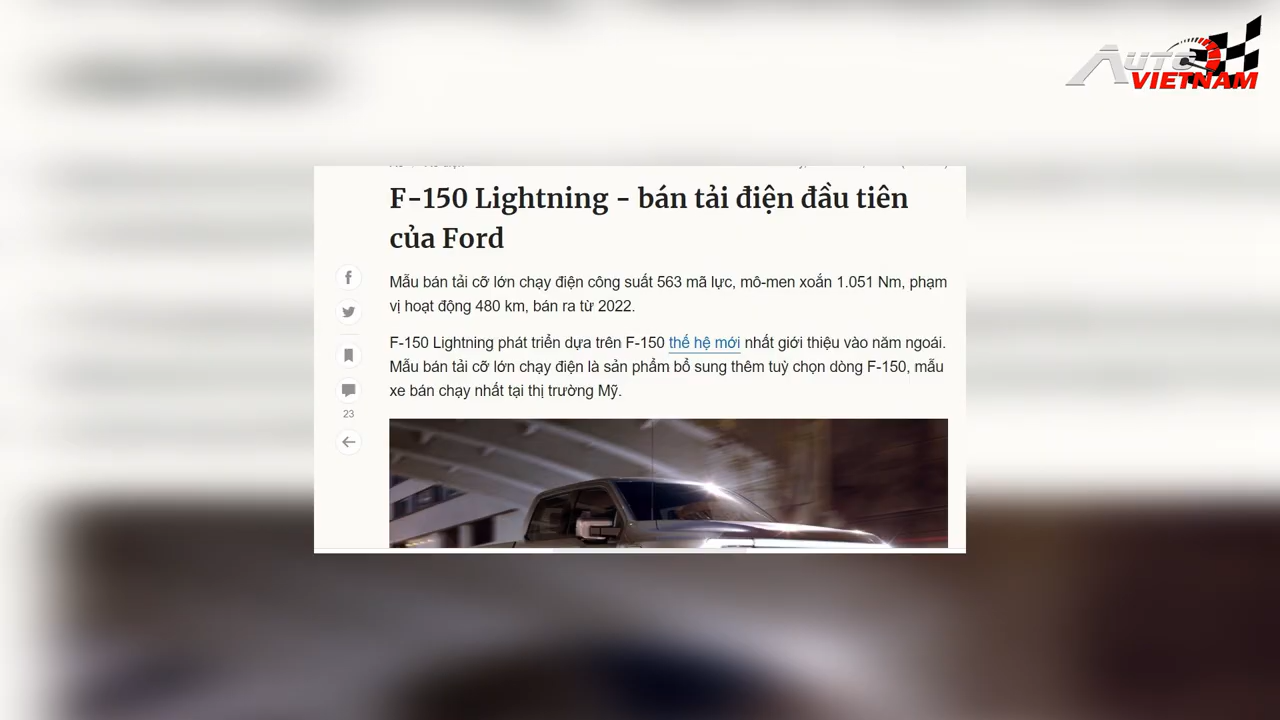 AUTO
VIETNAM
F-150 Lightning - bán tải điện đầu tiên
của Ford
Mẫu bán tải cỡ lớn chạy điện công suất 563 mã lực, mô-men xoắn 1.051 Nm, phạm
vị hoạt động 480 km, bán ra từ 2022.
F-150 Lightning phát triển dựa trên F-150 thế hệ mới nhất giới thiệu vào năm ngoái.
Mẫu bán tải cỡ lớn chạy điện là sản phẩm bổ sung thêm tuỳ chọn dòng F-150, mẫu
xe bán chạy nhất tại thị trường Mỹ.
23